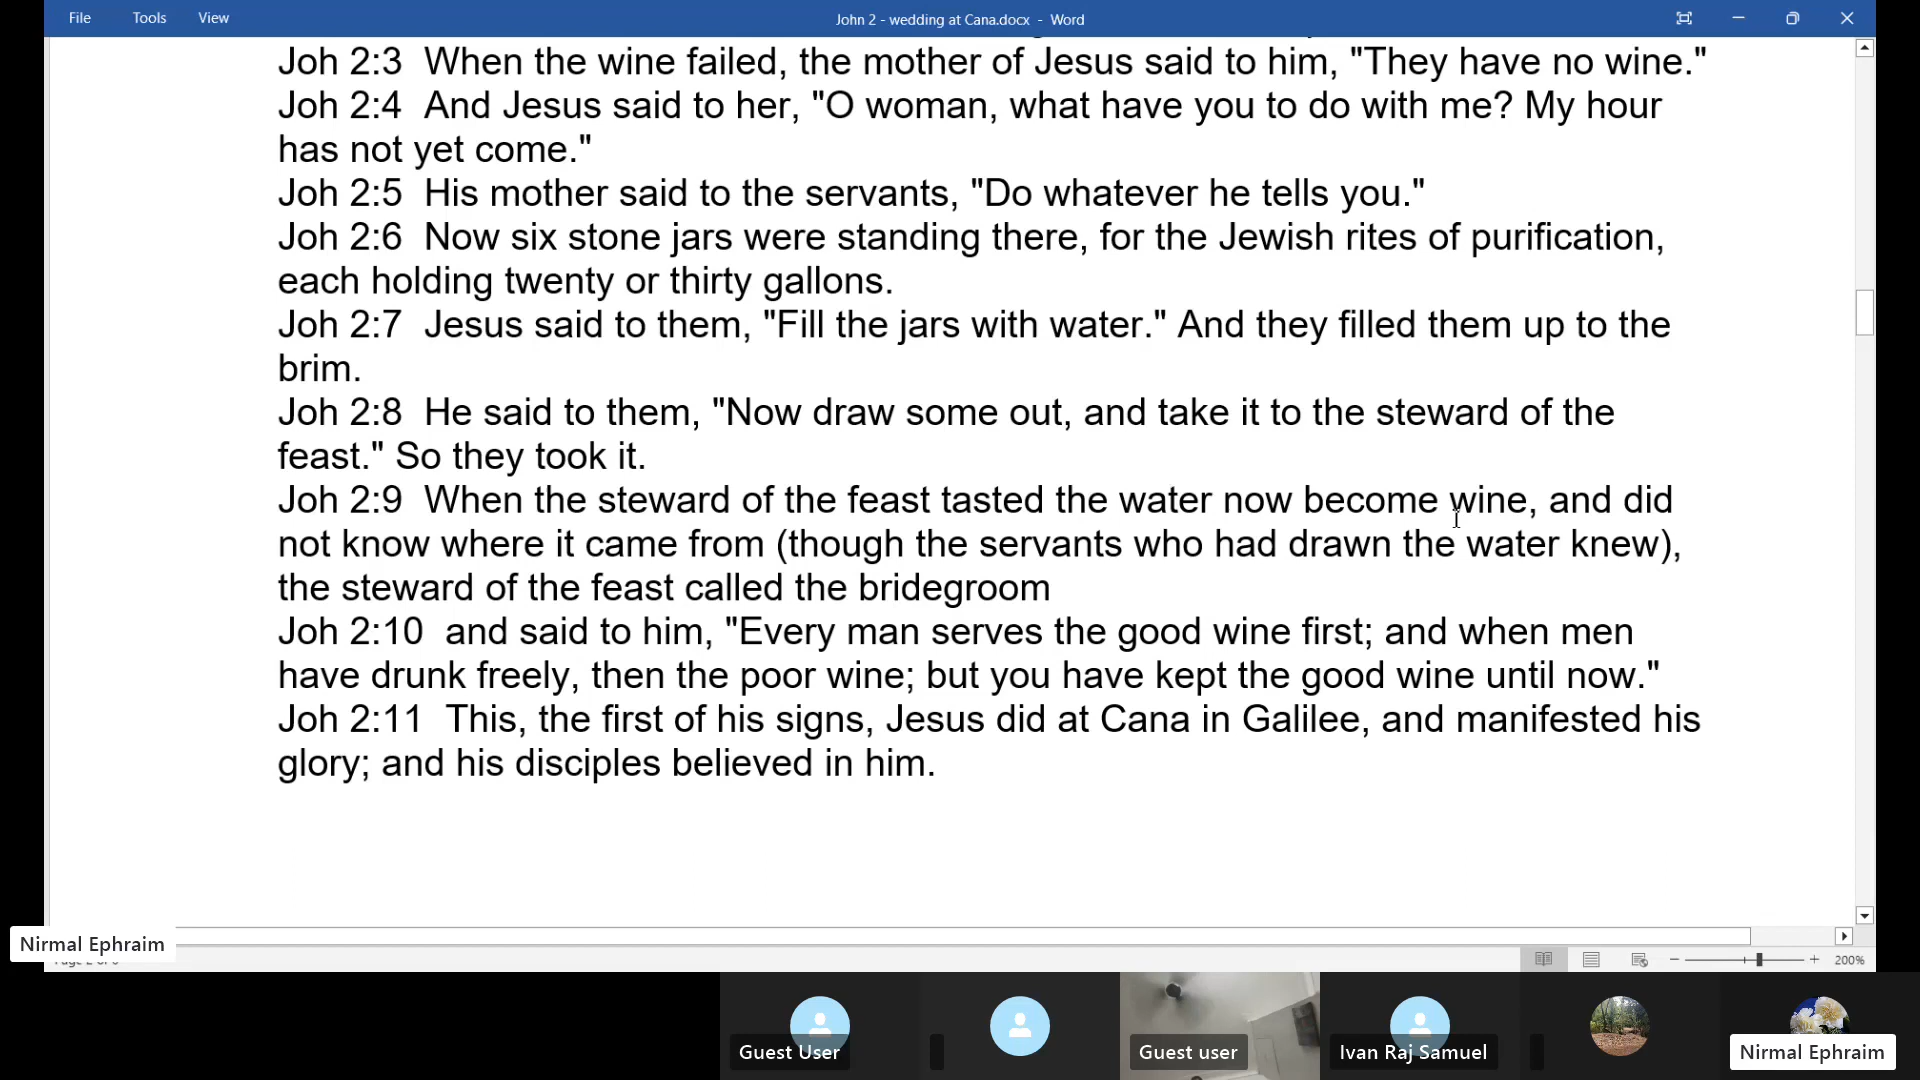 File Tools View John 2 - wedding at Cana.docx - Word
Joh 2:3 When the wine failed, the mother of Jesus said to him, "They have no wine."
Joh 2:4 And Jesus said to her, "O woman, what have you to do with me? My hour
has not yet come."
Joh 2:5 His mother said to the servants, "Do whatever he tells you."
Joh 2:6 Now six stone jars were standing there, for the Jewish rites of purification,
each holding twenty or thirty gallons.
Joh 2:7 Jesus said to them, "Fill the jars with water." And they filled them up to the
brim.
Joh 2:8 He said to them, "Now draw some out, and take it to the steward of the
feast." So they took it.
Joh 2:9 When the steward of the feast tasted the water now become wine, and did
not know where it came from (though the servants who had drawn the water knew),
the steward of the feast called the bridegroom
Joh 2:10 and said to him, "Every man serves the good wine first; and when men
have drunk freely, then the poor wine; but you have kept the good wine until now."
Joh 2:11 This, the first of his signs, Jesus did at Cana in Galilee, and manifested his
glory; and his disciples believed in him.
Nirmal Ephraim
200%
Guest User Guest user Ivan Raj Samuel Nirmal Ephraim